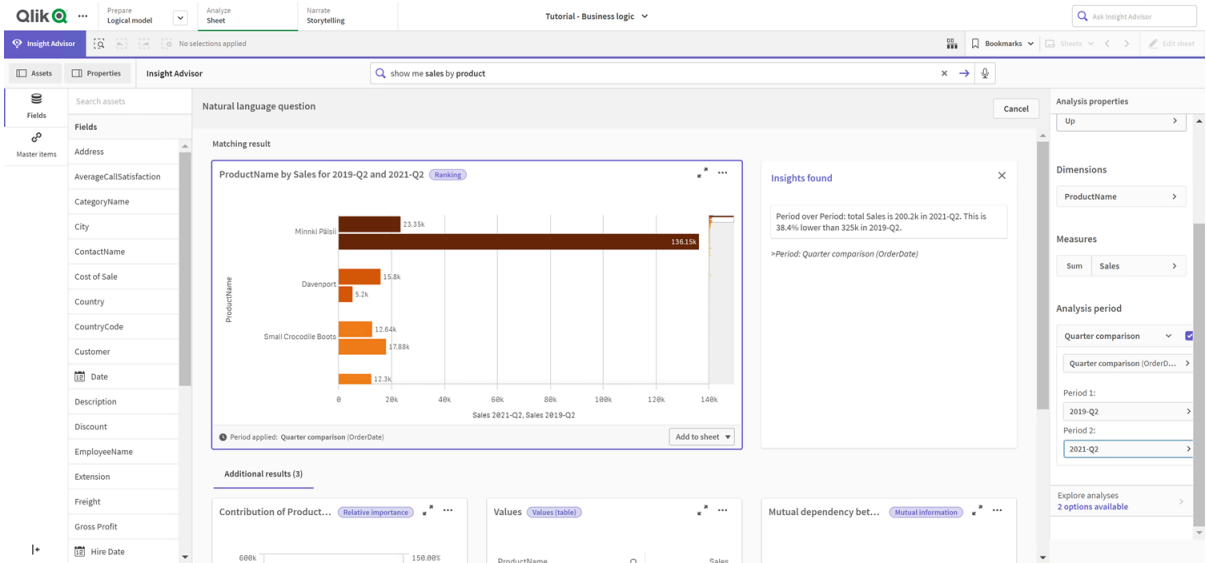 Qlik
Prepare
Logical model
Analyze
Sheet
Narrate
Storytelling
Tutorial - Business logic
Ask Insight Advisor
Insight Advisor
No selections applied
Bookmarks
Sheets
Edit sheet
Assets
Properties
Insight Advisor
show me sales by product
Fields
Master items
Search assets
Fields
Address
AverageCallSatisfaction
CategoryName
City
ContactName
Cost of Sale
Country
CountryCode
Customer
Date
Description
Discount
EmployeeName
Extension
Freight
Gross Profit
Hire Date
Natural language question
Cancel
Matching result
ProductName by Sales for 2019-Q2 and 2021-Q2 Ranking
ProductName
Minnki Pälsii
23.35k
136.15k
Davenport
15.8k
5.2k
Small Crocodile Boots
12.64k
17.88k
12.3k
0 20k 40k 60k 80k 100k 120k 140k
Sales 2021-Q2, Sales 2019-Q2
Period applied: Quarter comparison (OrderDate)
Add to sheet
Insights found
Period over Period: total Sales is 200.2k in 2021-Q2. This is
38.4% lower than 325k in 2019-Q2.
>Period: Quarter comparison (OrderDate)
Additional results (3)
Contribution of Product... Relative importance
600k 150.00%
Values Values (table)
ProductName Sales
Mutual dependency bet... Mutual information
Analysis properties
Up
Dimensions
ProductName
Measures
Sum Sales
Analysis period
Quarter comparison
Quarter comparison (OrderD...
Period 1:
2019-Q2
Period 2:
2021-Q2
Explore analyses
2 options available